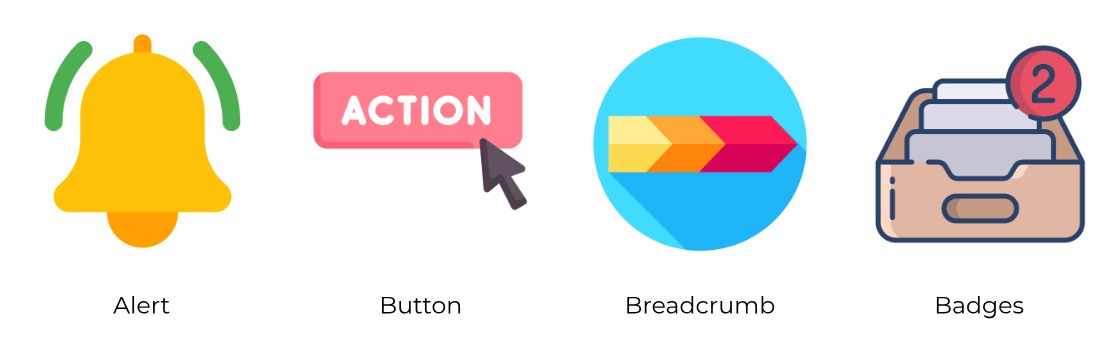 ACTION
2
Alert
Button
Breadcrumb
Badges